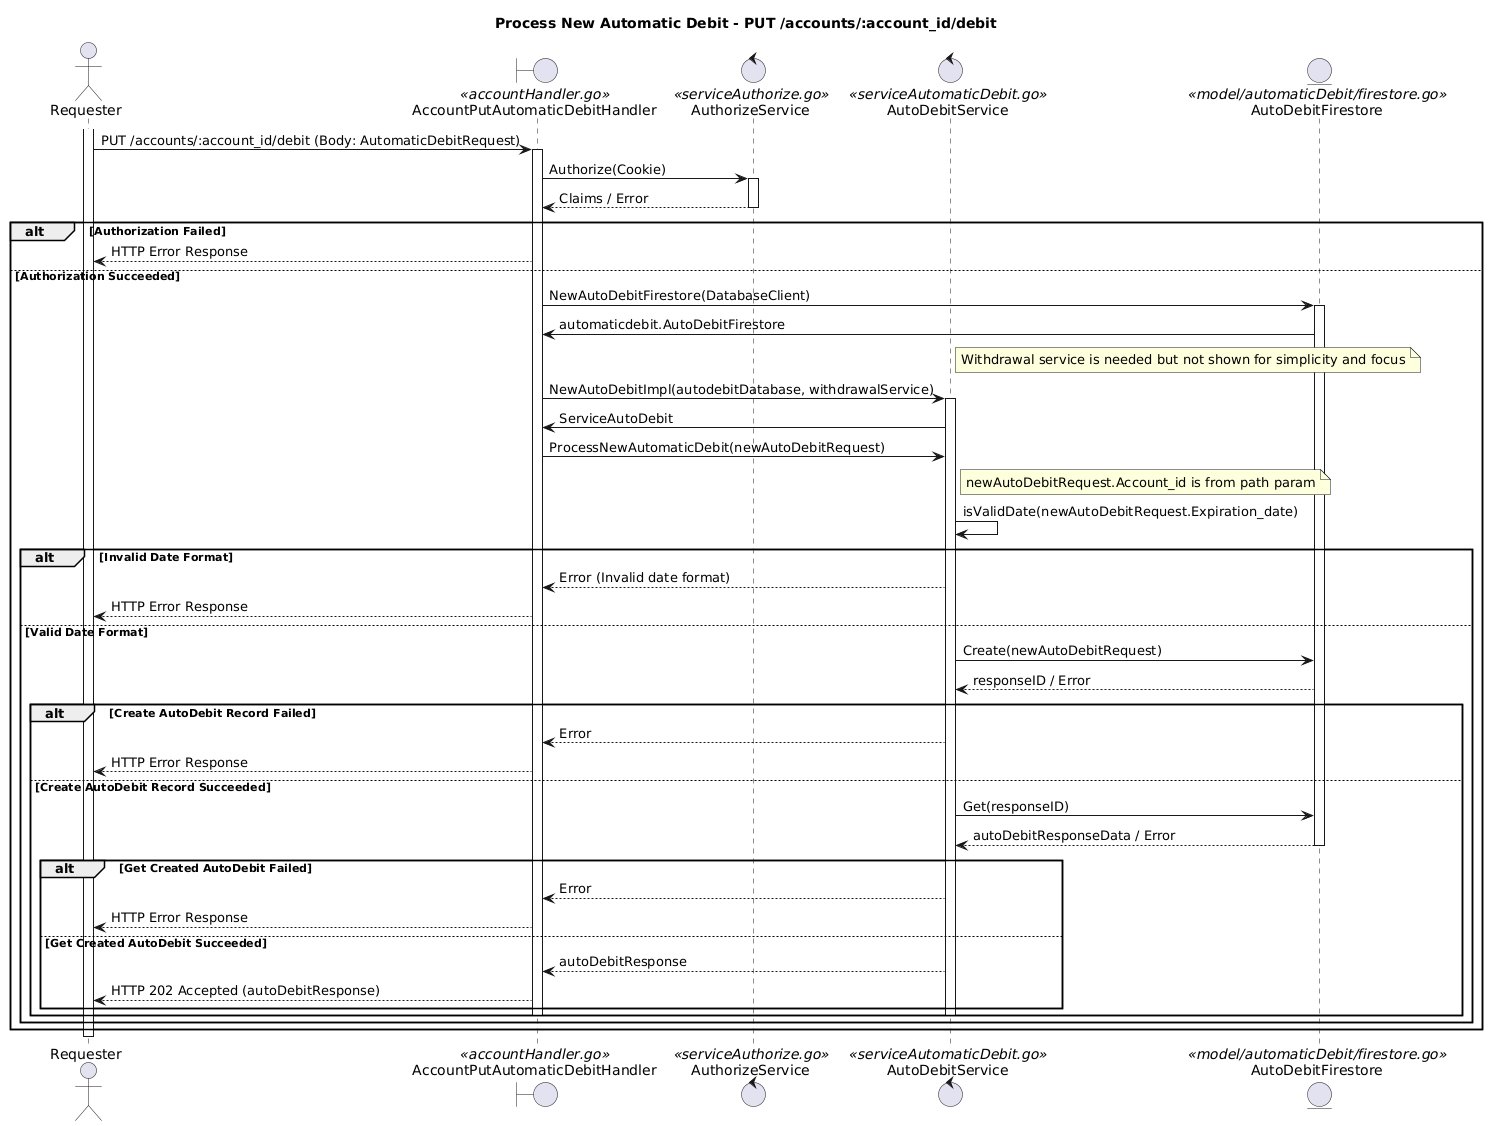 Process New Automatic Debit - PUT /accounts/:account_id/debit
Requester
«accountHandler.go»
AccountPutAutomaticDebitHandler
«serviceAuthorize.go»
AuthorizeService
«serviceAutomaticDebit.go»
AutoDebitService
«model/automaticDebit/firestore.go»
AutoDebitFirestore
PUT /accounts/:account_id/debit (Body: AutomaticDebitRequest)
Authorize(Cookie)
Claims / Error
alt [Authorization Failed]
HTTP Error Response
[Authorization Succeeded]
NewAutoDebitFirestore(DatabaseClient)
automaticdebit.AutoDebitFirestore
Withdrawal service is needed but not shown for simplicity and focus
NewAutoDebitImpl(autodebitDatabase, withdrawalService)
ServiceAutoDebit
ProcessNewAutomaticDebit(newAutoDebitRequest)
newAutoDebitRequest.Account_id is from path param
isValidDate(newAutoDebitRequest.Expiration_date)
alt [Invalid Date Format]
Error (Invalid date format)
HTTP Error Response
[Valid Date Format]
Create(newAutoDebitRequest)
responseID / Error
alt [Create AutoDebit Record Failed]
Error
HTTP Error Response
[Create AutoDebit Record Succeeded]
Get(responseID)
autoDebitResponseData / Error
alt [Get Created AutoDebit Failed]
Error
HTTP Error Response
[Get Created AutoDebit Succeeded]
autoDebitResponse
HTTP 202 Accepted (autoDebitResponse)
Requester
«accountHandler.go»
AccountPutAutomaticDebitHandler
«serviceAuthorize.go»
AuthorizeService
«serviceAutomaticDebit.go»
AutoDebitService
«model/automaticDebit/firestore.go»
AutoDebitFirestore